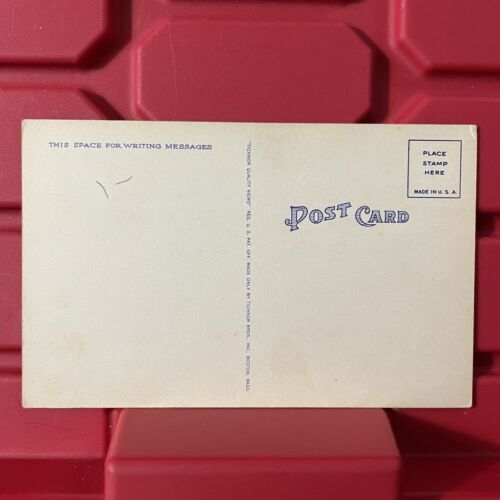 THIS SPACE FOR WRITING MESSAGES
"TICHNOR QUALITY VIEWS" REG. U. S. PAT. OFF. MADE ONLY BY TICHNOR BROS., INC. BOSTON, MASS.
PLACE
STAMP
HERE
MADE IN U. S. A.
POST CARD